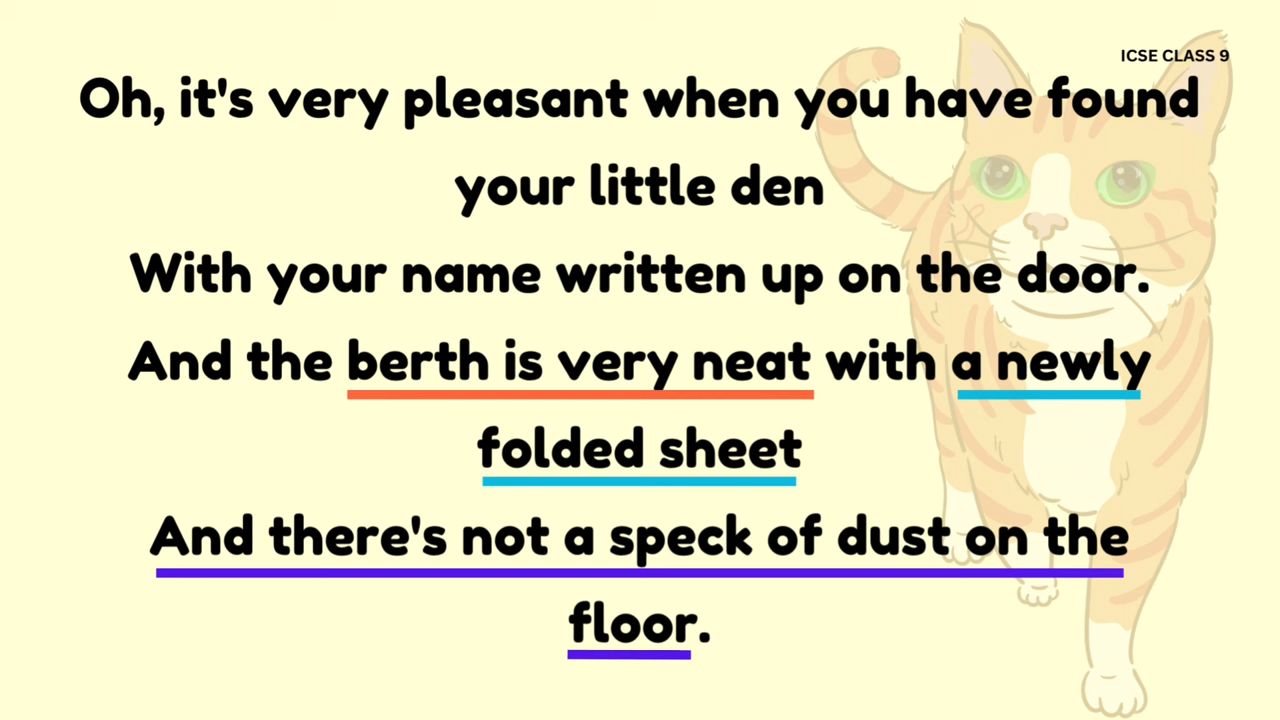 ICSE CLASS 9
Oh, it's very pleasant when you have found
your little den
With your name written up on the door.
And the berth is very neat with a newly
folded sheet
And there's not a speck of dust on the
floor.